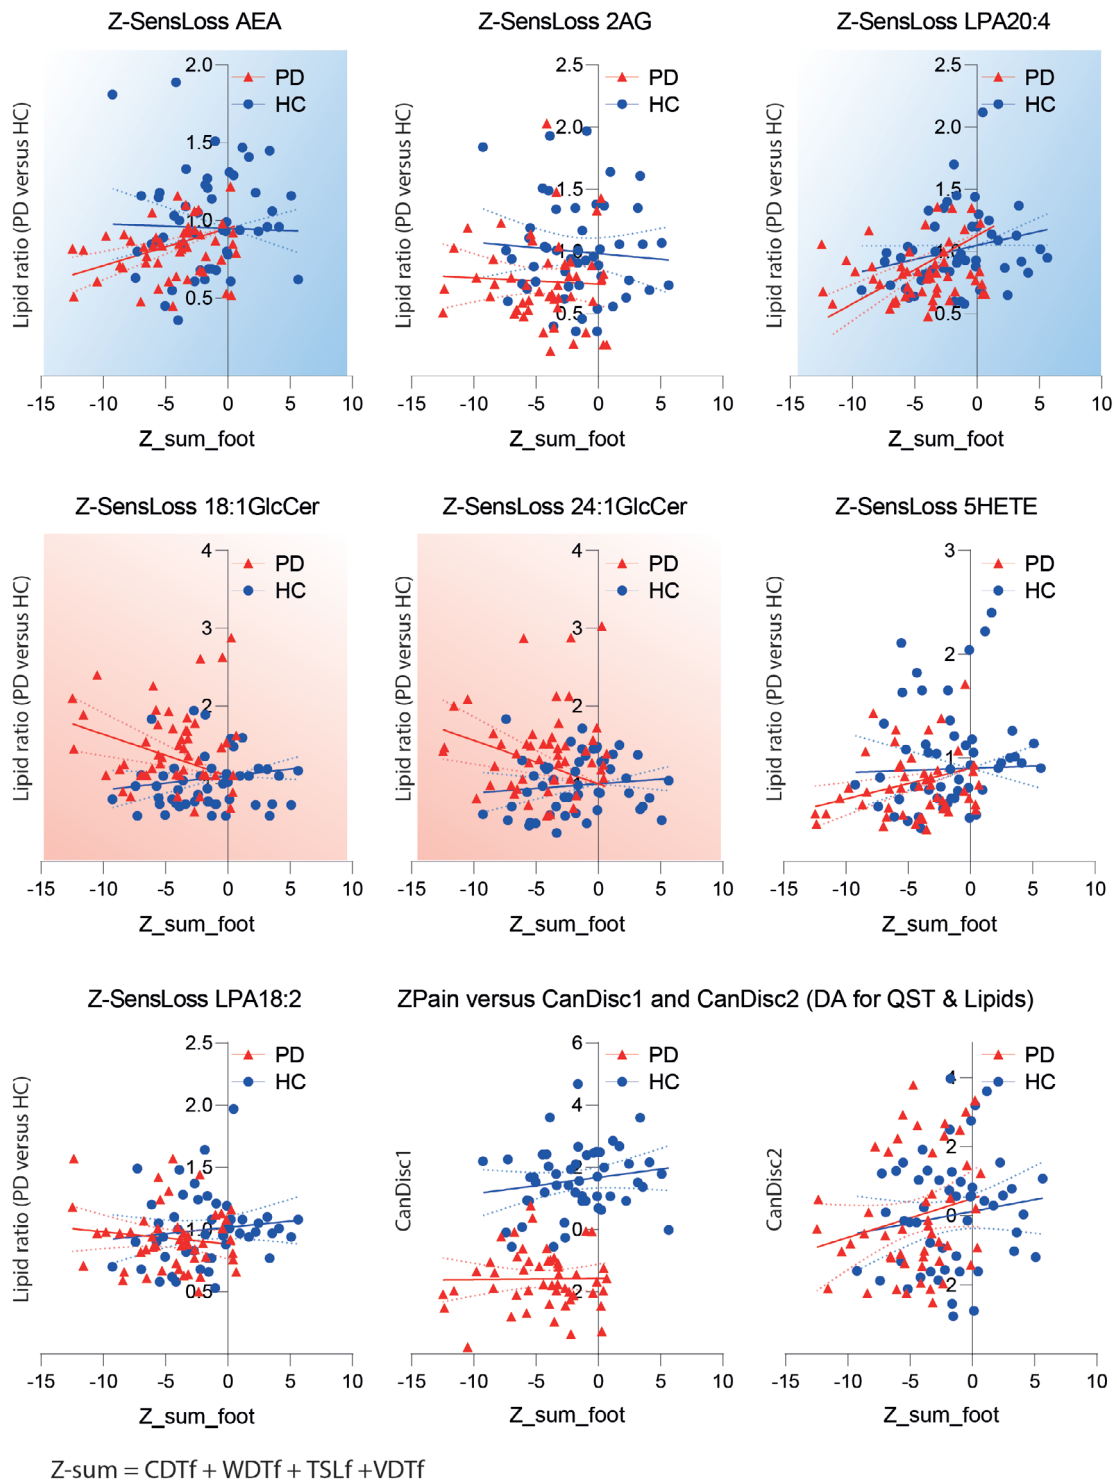 Z-SensLoss AEA
Z-SensLoss 2AG
Z-SensLoss LPA20:4
Lipid ratio (PD versus HC)
2.0
1.5
1.0
0.5
PD
HC
-15 -10 -5 0 5 10
Z_sum_foot
Lipid ratio (PD versus HC)
2.5
2.0
1.5
1.0
0.5
PD
HC
-15 -10 -5 0 5 10
Z_sum_foot
Lipid ratio (PD versus HC)
2.5
2.0
1.5
1.0
0.5
PD
HC
-15 -10 -5 0 5 10
Z_sum_foot
Z-SensLoss 18:1GlcCer
Z-SensLoss 24:1GlcCer
Z-SensLoss 5HETE
Lipid ratio (PD versus HC)
4
3
2
1
PD
HC
-15 -10 -5 0 5 10
Z_sum_foot
Lipid ratio (PD versus HC)
4
3
2
1
PD
HC
-15 -10 -5 0 5 10
Z_sum_foot
Lipid ratio (PD versus HC)
3
2
1
PD
HC
-15 -10 -5 0 5 10
Z_sum_foot
Z-SensLoss LPA18:2
ZPain versus CanDisc1 and CanDisc2 (DA for QST & Lipids)
Lipid ratio (PD versus HC)
2.5
2.0
1.5
1.0
0.5
PD
HC
-15 -10 -5 0 5 10
Z_sum_foot
CanDisc1
6
4
2
0
-2
PD
HC
-15 -10 -5 0 5 10
Z_sum_foot
CanDisc2
4
2
0
-2
PD
HC
-15 -10 -5 0 5 10
Z_sum_foot
Z-sum = CDTf + WDTf + TSLf +VDTf